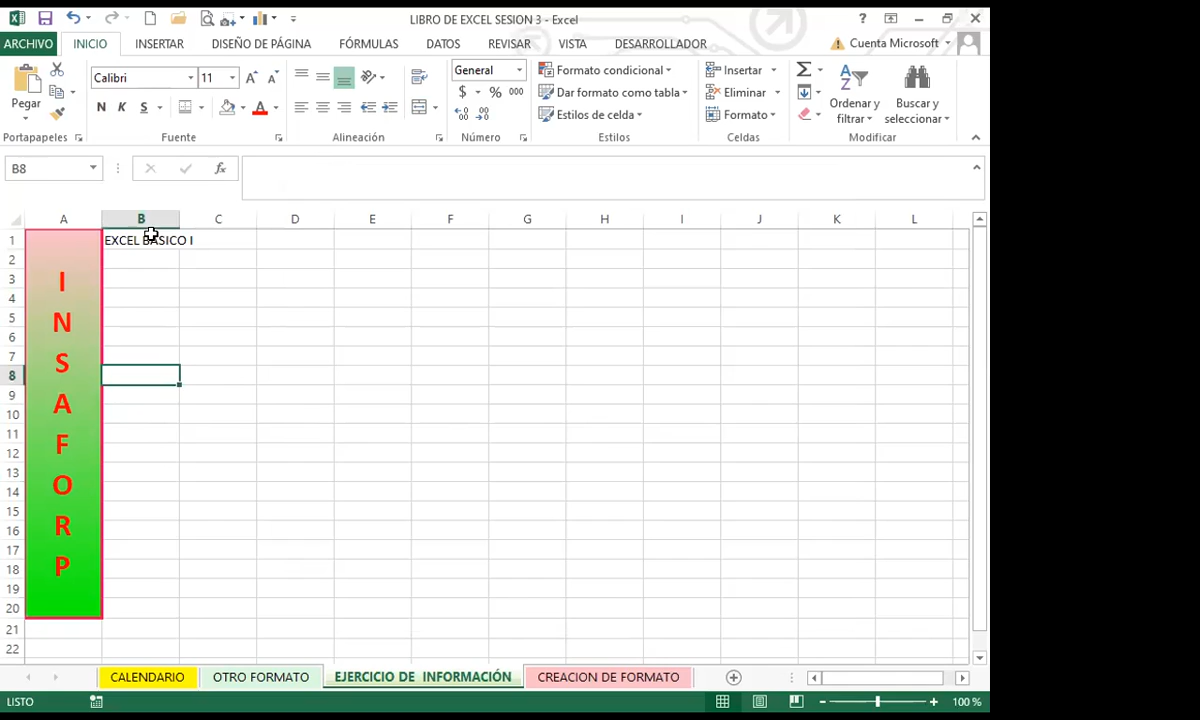 LIBRO DE EXCEL SESION 3 - Excel
ARCHIVO INICIO INSERTAR DISEÑO DE PÁGINA FÓRMULAS DATOS REVISAR VISTA DESARROLLADOR Cuenta Microsoft
Pegar
Portapapeles
Calibri 11
N K S
Fuente
Alineación
General
$ % 000
Número
Formato condicional
Dar formato como tabla
Estilos de celda
Estilos
Insertar
Eliminar
Formato
Celdas
Ordenar y filtrar
Buscar y seleccionar
Modificar
B8
fx
A B C D E F G H I J K L
1 EXCEL BASICO I
2
3
4
5
6
7
8
9
10
11
12
13
14
15
16
17
18
19
20
21
22
I
N
S
A
F
O
R
P
CALENDARIO OTRO FORMATO EJERCICIO DE INFORMACIÓN CREACION DE FORMATO
LISTO 100 %